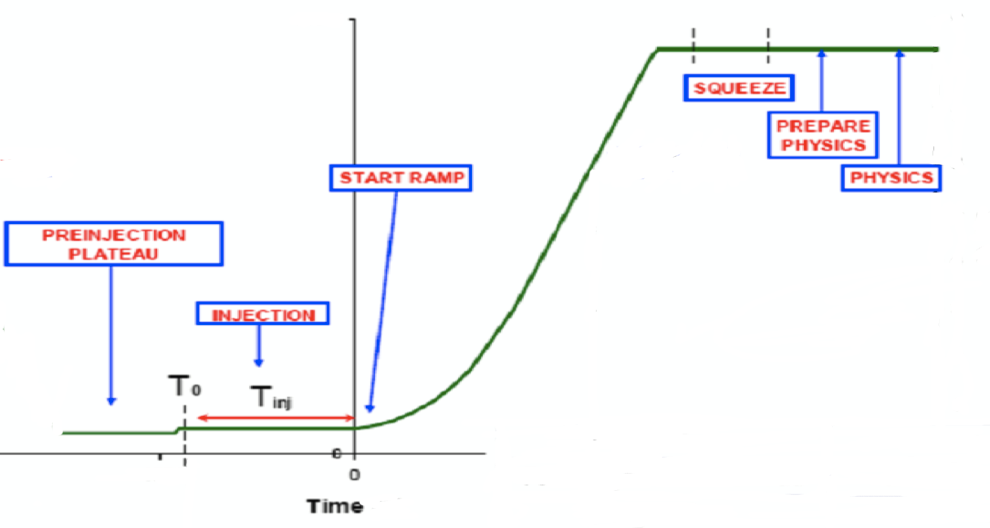 SQUEEZE
PREPARE
PHYSICS
START RAMP
PHYSICS
PREINJECTION
PLATEAU
INJECTION
T0
Tinj
0
0
Time